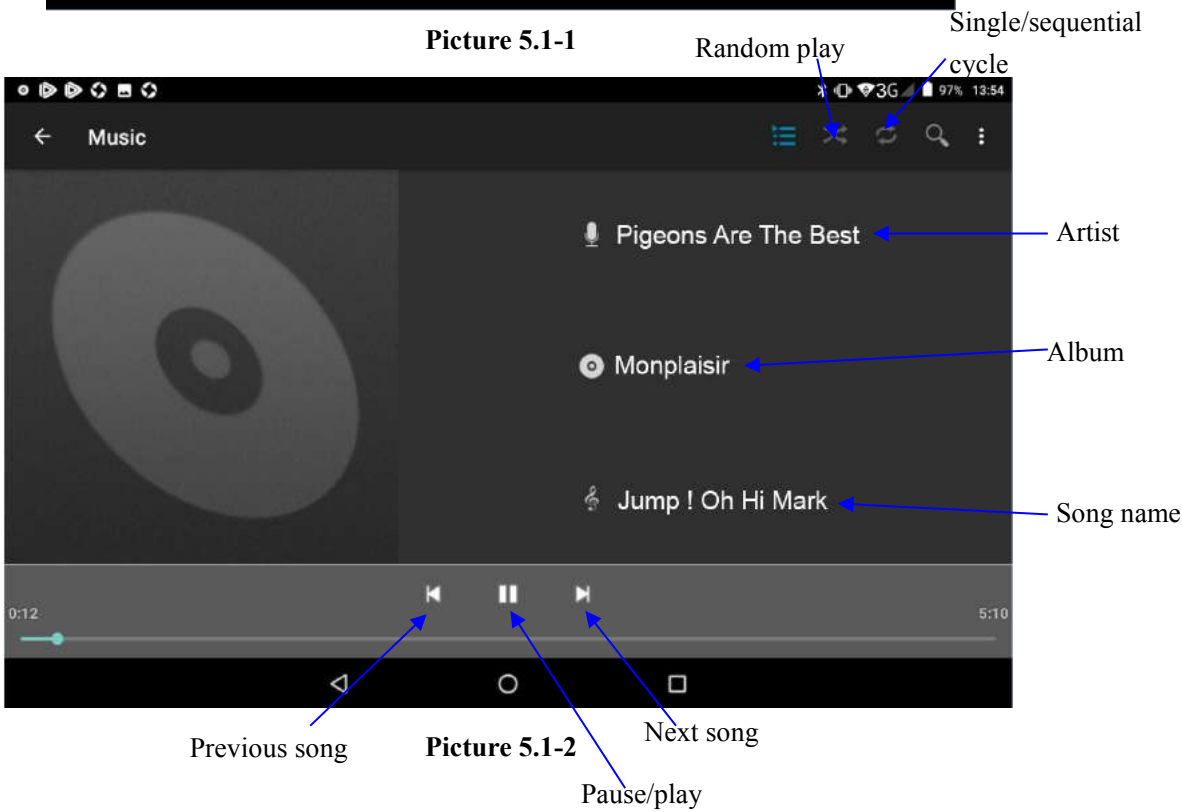 Picture 5.1-1
Random play
Single/sequential
cycle
3G 97% 13:54
Music
Pigeons Are The Best
Artist
Monplaisir
Album
Jump ! Oh Hi Mark
Song name
0:12
5:10
Previous song
Picture 5.1-2
Next song
Pause/play